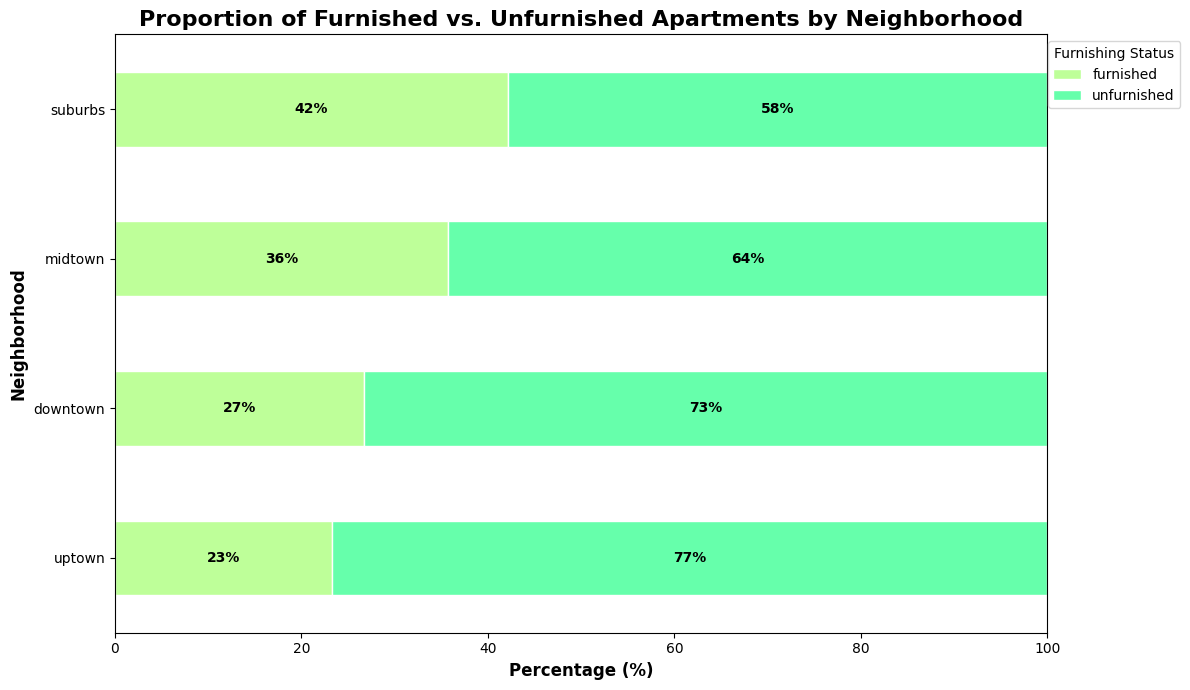 Proportion of Furnished vs. Unfurnished Apartments by Neighborhood
Furnishing Status
furnished
unfurnished
suburbs
42%
58%
midtown
36%
64%
downtown
27%
73%
uptown
23%
77%
Neighborhood
0
20
40
60
80
100
Percentage (%)